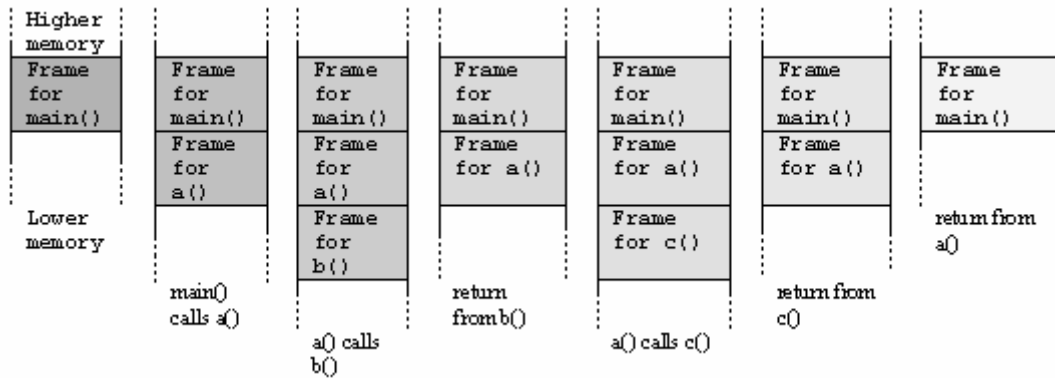 Higher
memory
Frame
for
main()
Lower
memory
Frame
for
main()
Frame
for
a()
main()
calls a()
Frame
for
main()
Frame
for
a()
Frame
for
b()
a() calls
b()
Frame
for
main()
Frame
for a()
return
from b()
Frame
for
main()
Frame
for a()
Frame
for c()
a() calls c()
Frame
for
main()
Frame
for a()
return from
c()
Frame
for
main()
return from
a()